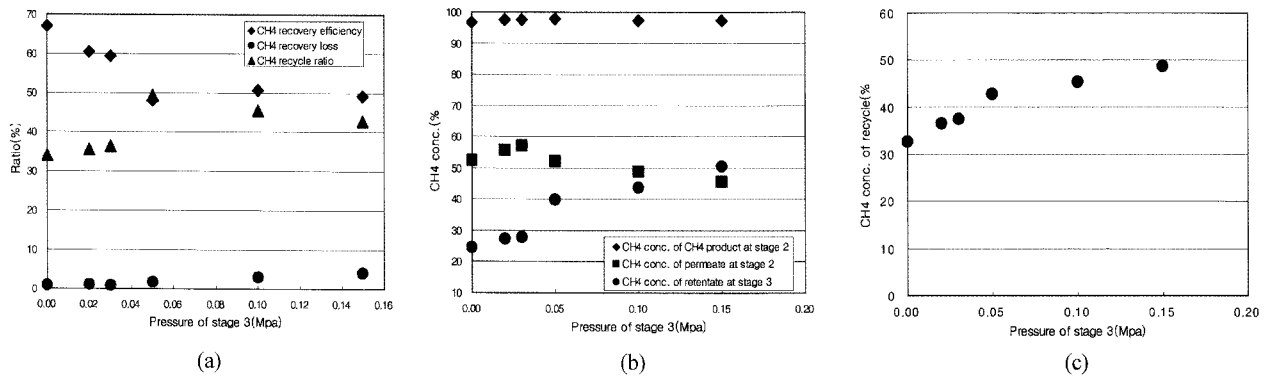 70
60
50
40
30
20
10
0
Ratio(%)
CH4 recovery efficiency
CH4 recovery loss
CH4 recycle ratio
0.00 0.02 0.04 0.06 0.08 0.10 0.12 0.14 0.16
Pressure of stage 3(Mpa)
(a)
100
90
80
70
60
50
40
30
20
10
CH4 conc.(%)
CH4 conc. of CH4 product at stage 2
CH4 conc. of permeate at stage 2
CH4 conc. of retentate at stage 3
0.00 0.05 0.10 0.15 0.20
Pressure of stage 3(Mpa)
(b)
60
50
40
30
20
10
0
CH4 conc. of recycle(%
0.00 0.05 0.10 0.15 0.20
Pressure of stage 3(Mpa)
(c)